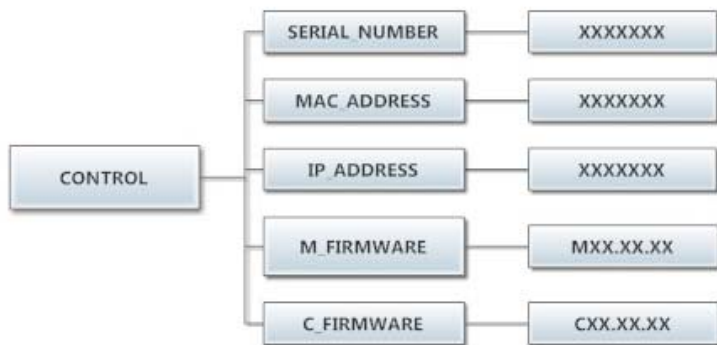 SERIAL_NUMBER
XXXXXXX
MAC_ADDRESS
XXXXXXX
CONTROL
IP_ADDRESS
XXXXXXX
M_FIRMWARE
MXX.XX.XX
C_FIRMWARE
CXX.XX.XX